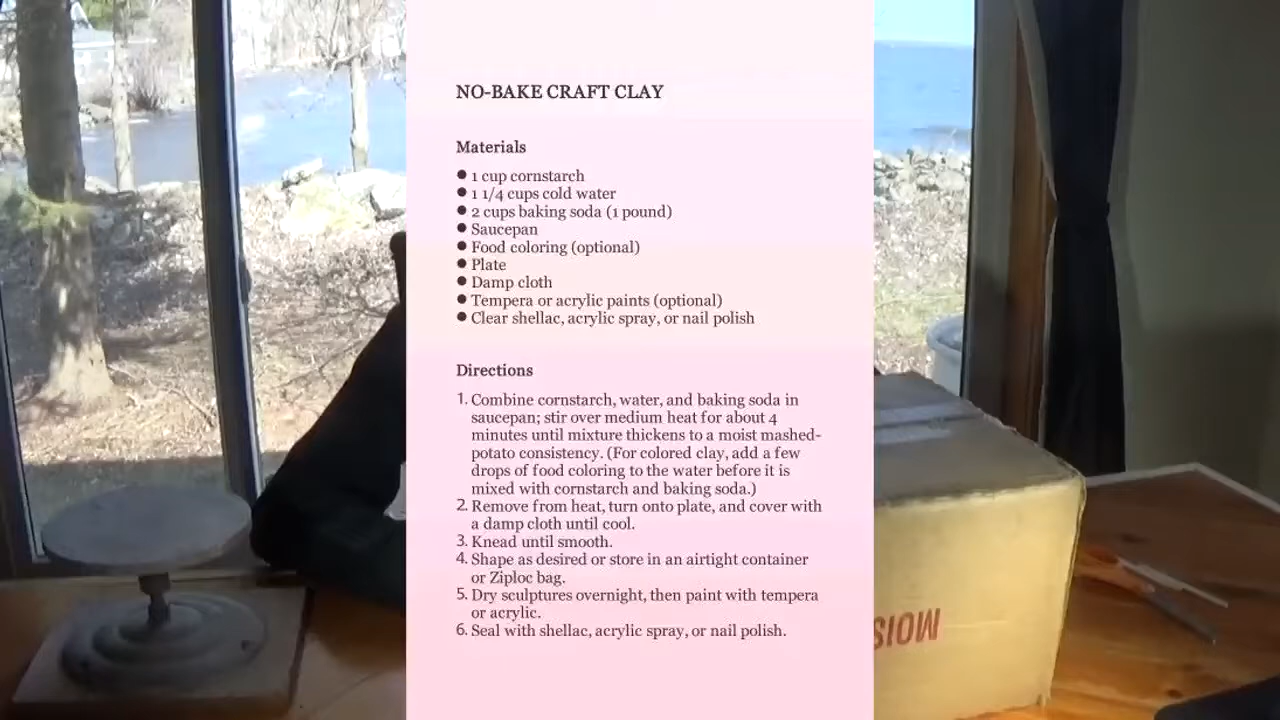 NO-BAKE CRAFT CLAY
Materials
● 1 cup cornstarch
● 1 1/4 cups cold water
● 2 cups baking soda (1 pound)
● Saucepan
● Food coloring (optional)
● Plate
● Damp cloth
● Tempera or acrylic paints (optional)
● Clear shellac, acrylic spray, or nail polish
Directions
1. Combine cornstarch, water, and baking soda in
saucepan; stir over medium heat for about 4
minutes until mixture thickens to a moist mashed-
potato consistency. (For colored clay, add a few
drops of food coloring to the water before it is
mixed with cornstarch and baking soda.)
2. Remove from heat, turn onto plate, and cover with
a damp cloth until cool.
3. Knead until smooth.
4. Shape as desired or store in an airtight container
or Ziploc bag.
5. Dry sculptures overnight, then paint with tempera
or acrylic.
6. Seal with shellac, acrylic spray, or nail polish.